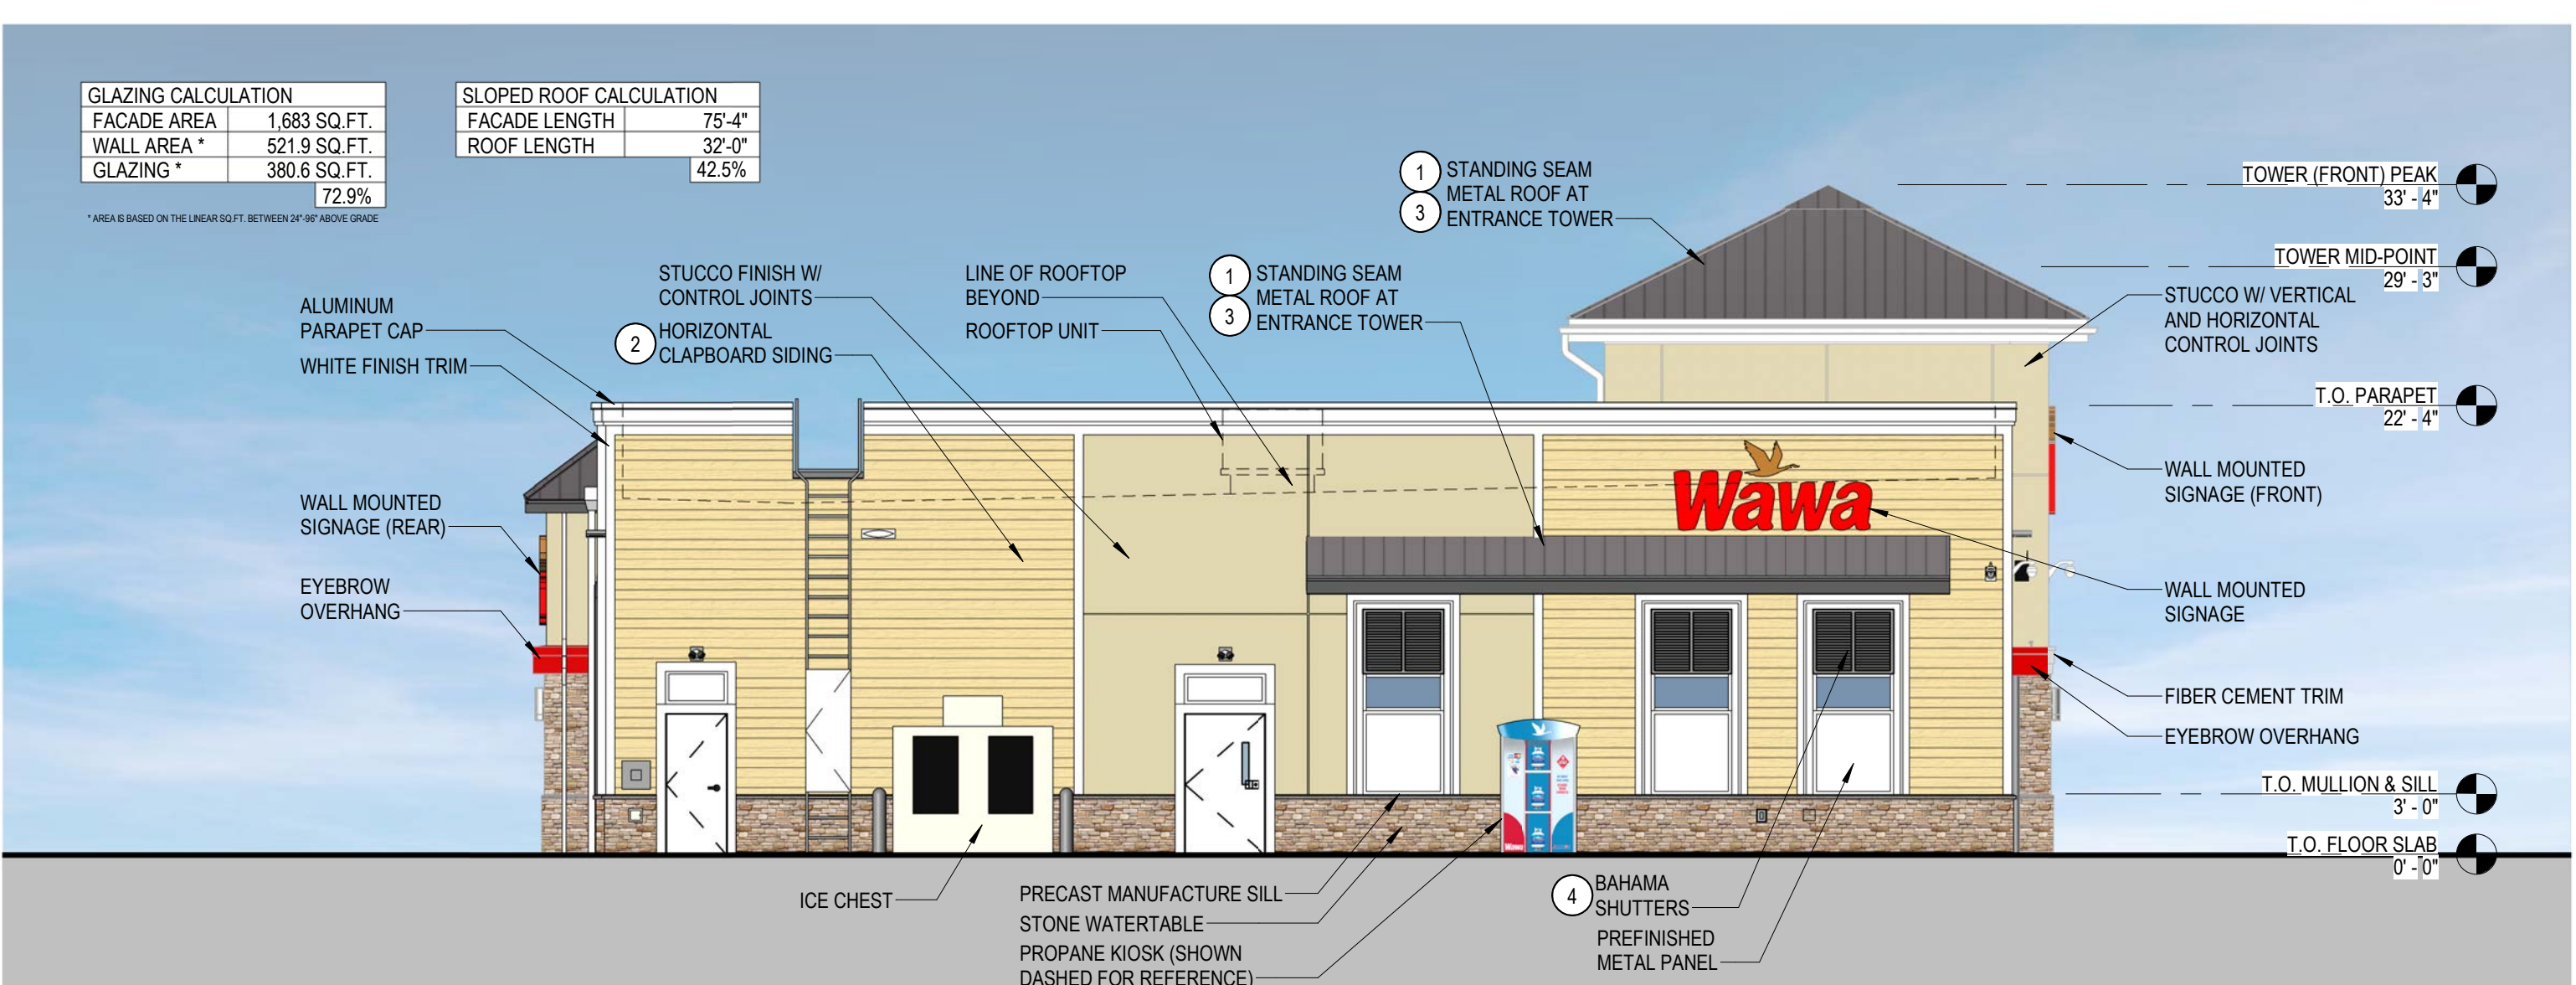 GLAZING CALCULATION
FACADE AREA 1,683 SQ.FT.
WALL AREA * 521.9 SQ.FT.
GLAZING * 380.6 SQ.FT.
72.9%
* AREA IS BASED ON THE LINEAR SQ.FT. BETWEEN 24"-96" ABOVE GRADE
SLOPED ROOF CALCULATION
FACADE LENGTH 75'-4"
ROOF LENGTH 32'-0"
42.5%
1
3
STANDING SEAM
METAL ROOF AT
ENTRANCE TOWER
TOWER (FRONT) PEAK
33' - 4"
TOWER MID-POINT
29' - 3"
STUCCO W/ VERTICAL
AND HORIZONTAL
CONTROL JOINTS
T.O. PARAPET
22' - 4"
ALUMINUM
PARAPET CAP
WHITE FINISH TRIM
STUCCO FINISH W/
CONTROL JOINTS
2
HORIZONTAL
CLAPBOARD SIDING
LINE OF ROOFTOP
BEYOND
ROOFTOP UNIT
1
3
STANDING SEAM
METAL ROOF AT
ENTRANCE TOWER
WALL MOUNTED
SIGNAGE (REAR)
EYEBROW
OVERHANG
Wawa
WALL MOUNTED
SIGNAGE (FRONT)
WALL MOUNTED
SIGNAGE
FIBER CEMENT TRIM
EYEBROW OVERHANG
T.O. MULLION & SILL
3' - 0"
T.O. FLOOR SLAB
0' - 0"
Wawa
ICE CHEST
PRECAST MANUFACTURE SILL
STONE WATERTABLE
PROPANE KIOSK (SHOWN
DASHED FOR REFERENCE)
4
BAHAMA
SHUTTERS
PREFINISHED
METAL PANEL